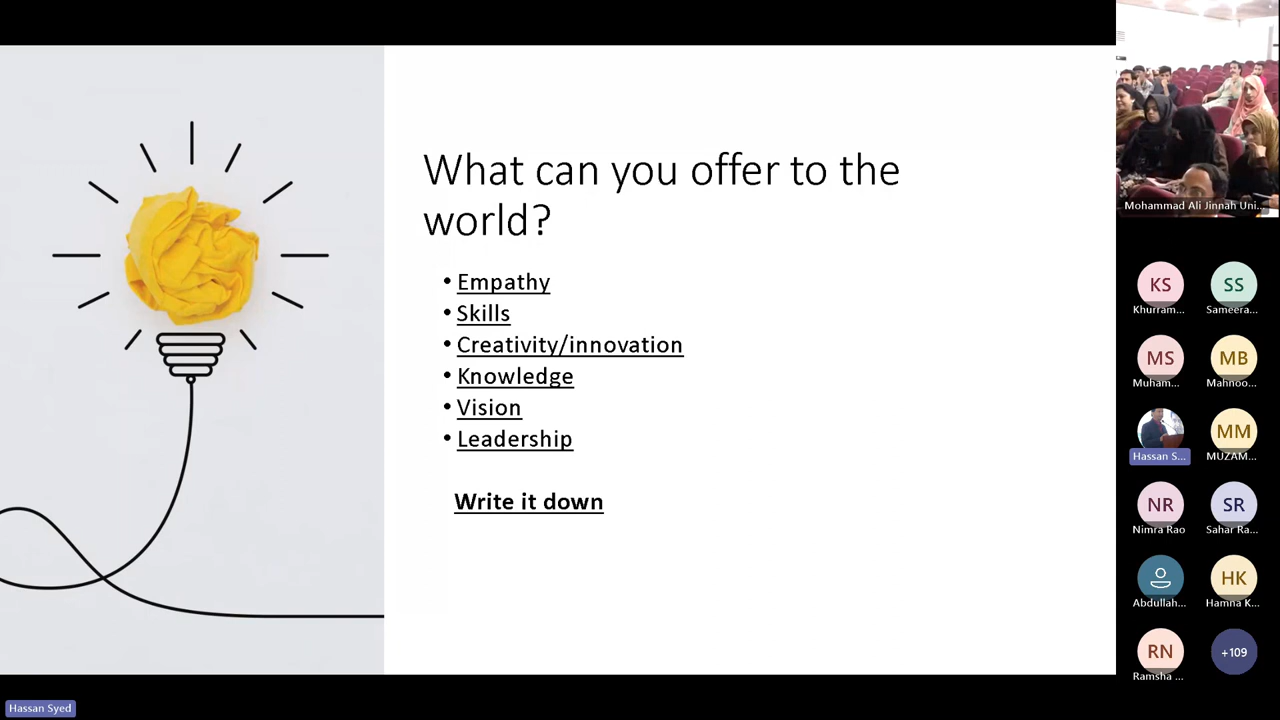 What can you offer to the
world?
• Empathy
• Skills
• Creativity/innovation
• Knowledge
• Vision
• Leadership
Write it down
Mohammad Ali Jinnah Uni...
KS
Khurram...
SS
Sameera...
MS
Muham...
MB
Mahnoo...
Hassan S...
MM
MUZAM...
NR
Nimra Rao
SR
Sahar Ra...
Abdullah...
HK
Hamna K...
RN
Ramsha ...
+109
Hassan Syed